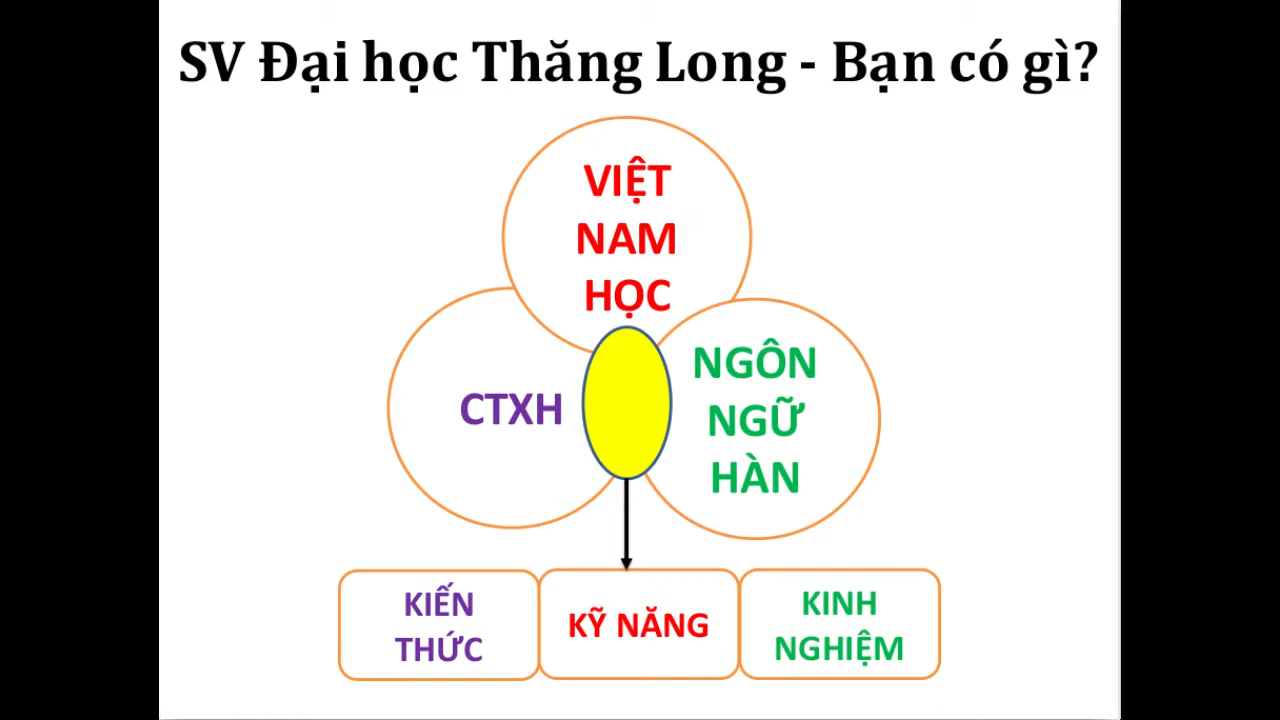 SV Đại học Thăng Long - Bạn có gì?
VIỆT
NAM
HỌC
CTXH
NGÔN
NGỮ
HÀN
KIẾN
THỨC
KỸ NĂNG
KINH
NGHIỆM